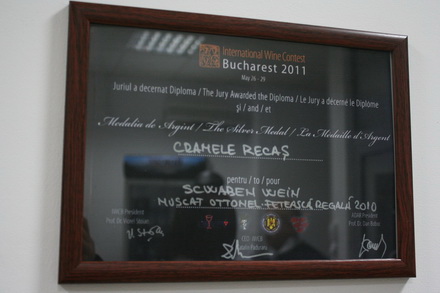 International Wine Contest
Bucharest 2011
May 26 - 29
Juriul a decernat Diploma / The Jury Awarded the Diploma / Le Jury a décerné le Diplôme
și / and / et
Medalia de Argint / The Silver Medal / La Médaille d'Argent
CRAMELE RECAȘ
pentru / to / pour
SCHWABEN WEIN
MUSCAT OTTONEL-FETEASCĂ REGALĂ 2010
President
President